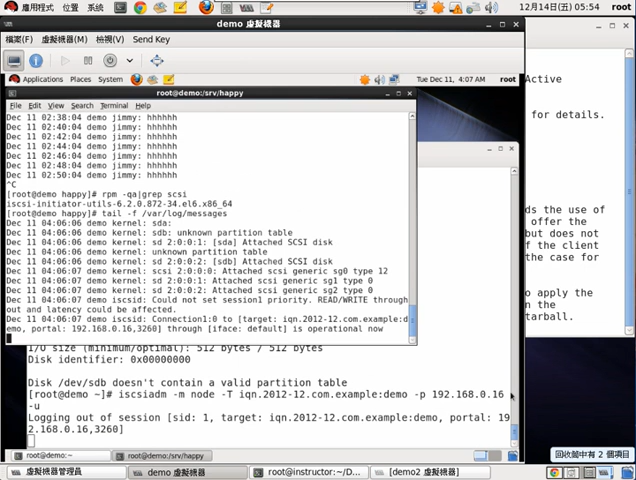 應用程式 位置 系統 12月14日(五) 05:54 root
demo 虛擬機器
檔案(F) 虛擬機器(M) 檢視(V) Send Key
Applications Places System Tue Dec 11, 4:07 AM root
root@demo:/srv/happy
File Edit View Search Terminal Help
Dec 11 02:38:04 demo jimmy: hhhhhh
Dec 11 02:40:04 demo jimmy: hhhhhh
Dec 11 02:42:04 demo jimmy: hhhhhh
Dec 11 02:44:04 demo jimmy: hhhhhh
Dec 11 02:46:04 demo jimmy: hhhhhh
Dec 11 02:48:04 demo jimmy: hhhhhh
Dec 11 02:50:04 demo jimmy: hhhhhh
^C
[root@demo happy]# rpm -qa|grep scsi
iscsi-initiator-utils-6.2.0.872-34.el6.x86_64
[root@demo happy]# tail -f /var/log/messages
Dec 11 04:06:06 demo kernel: sda:
Dec 11 04:06:06 demo kernel: sdb: unknown partition table
Dec 11 04:06:06 demo kernel: sd 2:0:0:1: [sda] Attached SCSI disk
Dec 11 04:06:06 demo kernel: unknown partition table
Dec 11 04:06:06 demo kernel: sd 2:0:0:2: [sdb] Attached SCSI disk
Dec 11 04:06:07 demo kernel: scsi 2:0:0:0: Attached scsi generic sg0 type 12
Dec 11 04:06:07 demo kernel: sd 2:0:0:1: Attached scsi generic sg1 type 0
Dec 11 04:06:07 demo kernel: sd 2:0:0:2: Attached scsi generic sg2 type 0
Dec 11 04:06:07 demo iscsid: Could not set session1 priority. READ/WRITE through
out and latency could be affected.
Dec 11 04:06:07 demo iscsid: Connection1:0 to [target: iqn.2012-12.com.example:d
emo, portal: 192.168.0.16,3260] through [iface: default] is operational now
I/O size (minimum/optimal): 512 bytes / 512 bytes
Disk identifier: 0x00000000
Disk /dev/sdb doesn't contain a valid partition table
[root@demo ~]# iscsiadm -m node -T iqn.2012-12.com.example:demo -p 192.168.0.16
-u
Logging out of session [sid: 1, target: iqn.2012-12.com.example:demo, portal: 19
2.168.0.16,3260]
Active
for details.
ds the use of
offer the
but does not
f the client
the case for
o apply the
in the
tarball.
root@demo:~ root@demo:/srv/happy
回收筒中有 2 個項目
虛擬機器管理員 demo 虛擬機器 root@instructor:~/D... [demo2 虛擬機器]